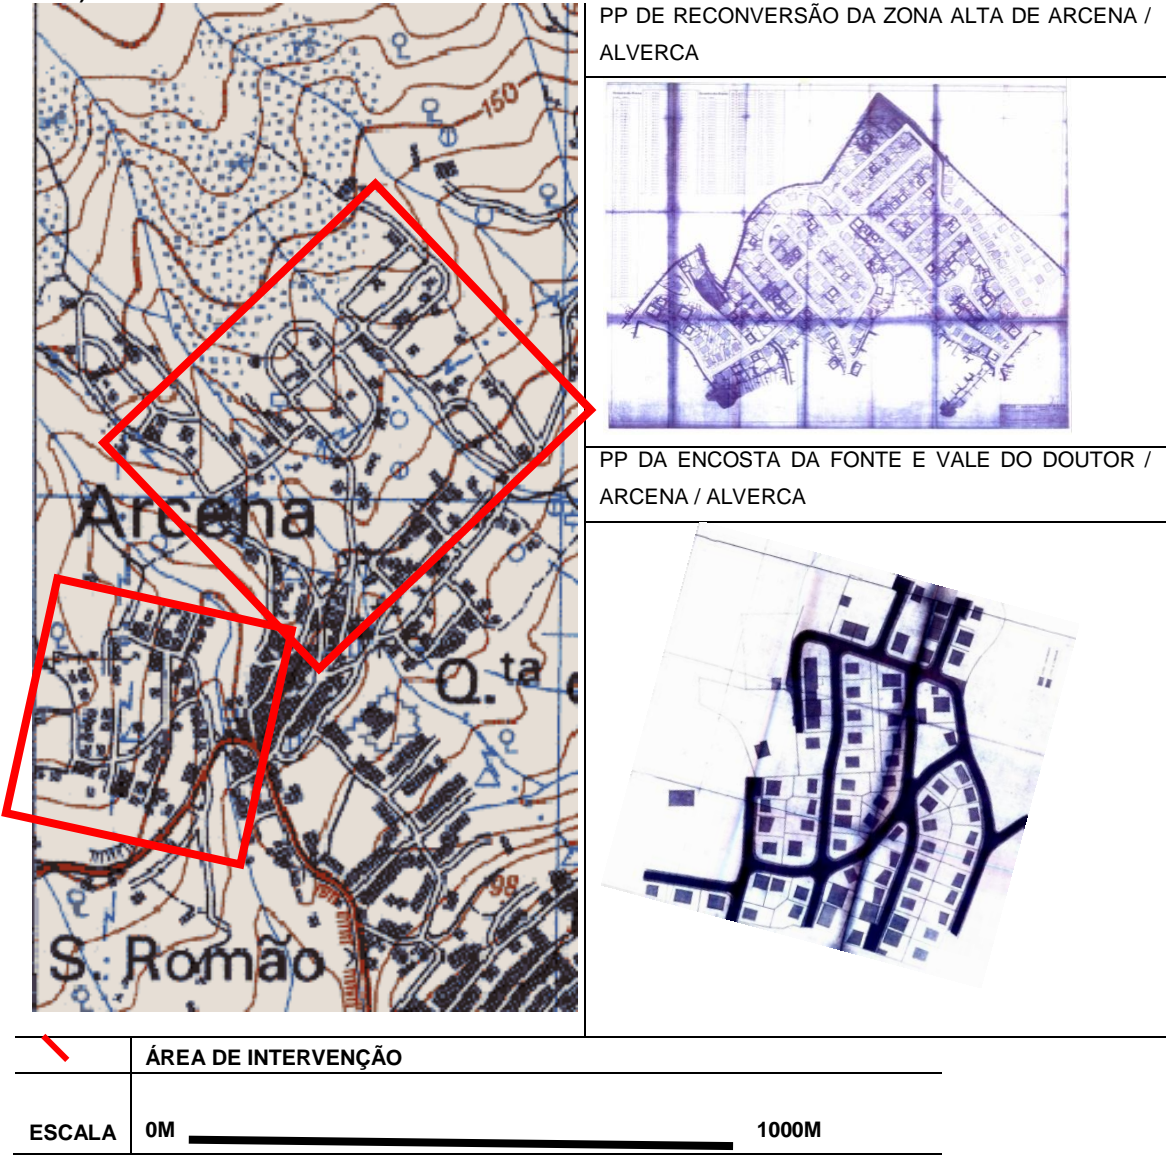 PP DE RECONVERSÃO DA ZONA ALTA DE ARCENA /
ALVERCA
150
Arcena
PP DA ENCOSTA DA FONTE E VALE DO DOUTOR /
ARCENA / ALVERCA
Q.ta
98
S. Romão
ÁREA DE INTERVENÇÃO
ESCALA 0M 1000M